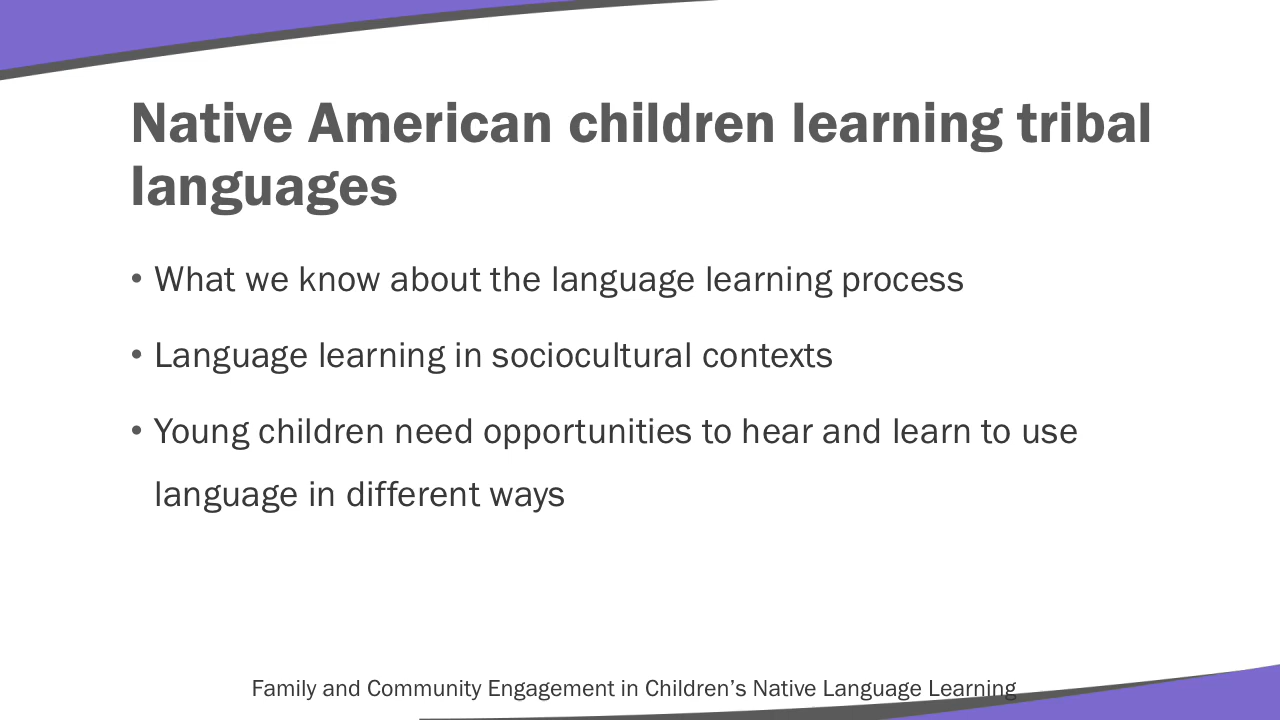 Native American children learning tribal
languages
• What we know about the language learning process
• Language learning in sociocultural contexts
• Young children need opportunities to hear and learn to use
language in different ways
Family and Community Engagement in Children’s Native Language Learning